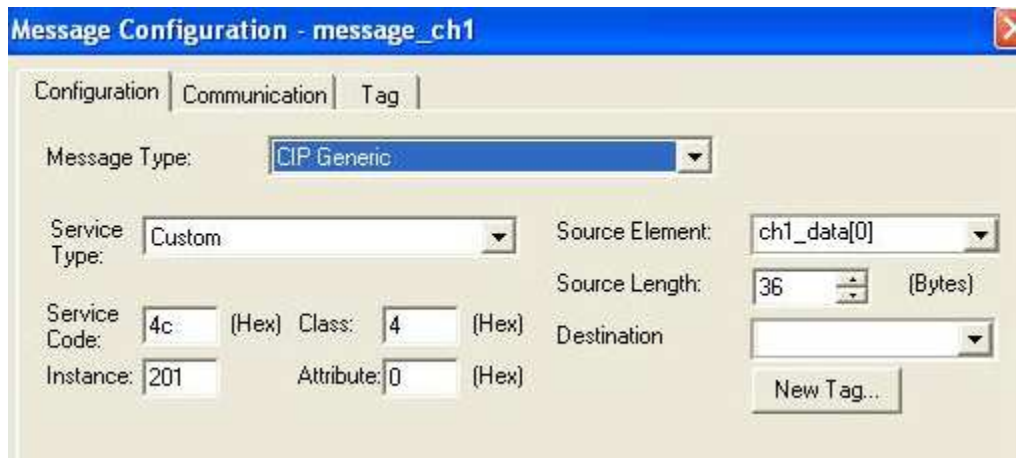 Message Configuration - message_ch1
Configuration Communication Tag
Message Type: CIP Generic
Service Type: Custom
Source Element: ch1_data[0]
Source Length: 36 (Bytes)
Service Code: 4c (Hex) Class: 4 (Hex)
Destination
Instance: 201 Attribute: 0 (Hex)
New Tag...